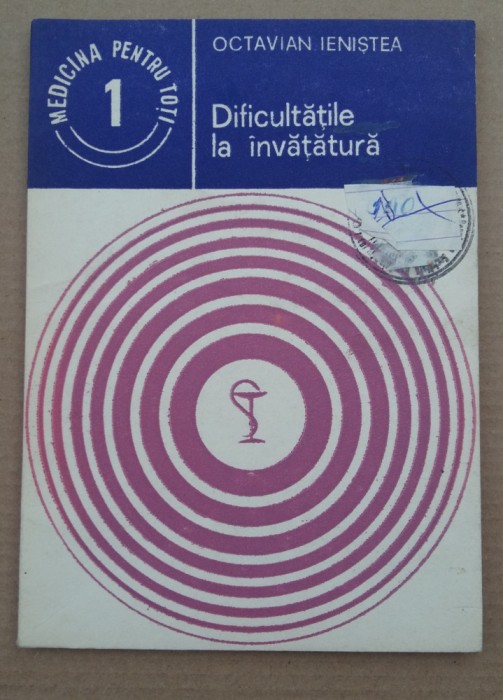 MEDICINA PENTRU TOȚI
1
OCTAVIAN IENIȘTEA
Dificultățile
la învățătură